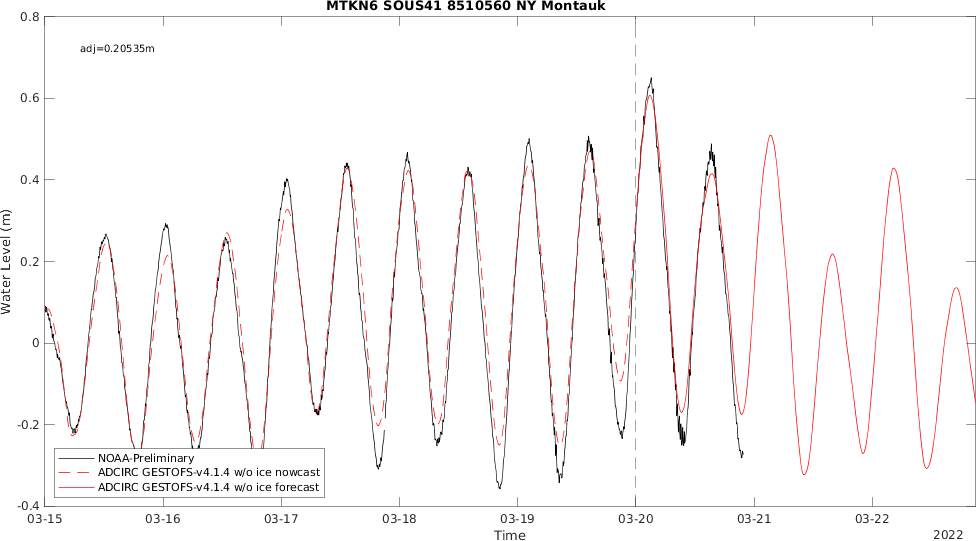 MTKN6 SOUS41 8510560 NY Montauk
0.8
adj=0.20535m
0.6
0.4
0.2
0
-0.2
-0.4
Water Level (m)
NOAA-Preliminary
ADCIRC GESTOFS-v4.1.4 w/o ice nowcast
ADCIRC GESTOFS-v4.1.4 w/o ice forecast
03-15 03-16 03-17 03-18 03-19 03-20 03-21 03-22
Time
2022